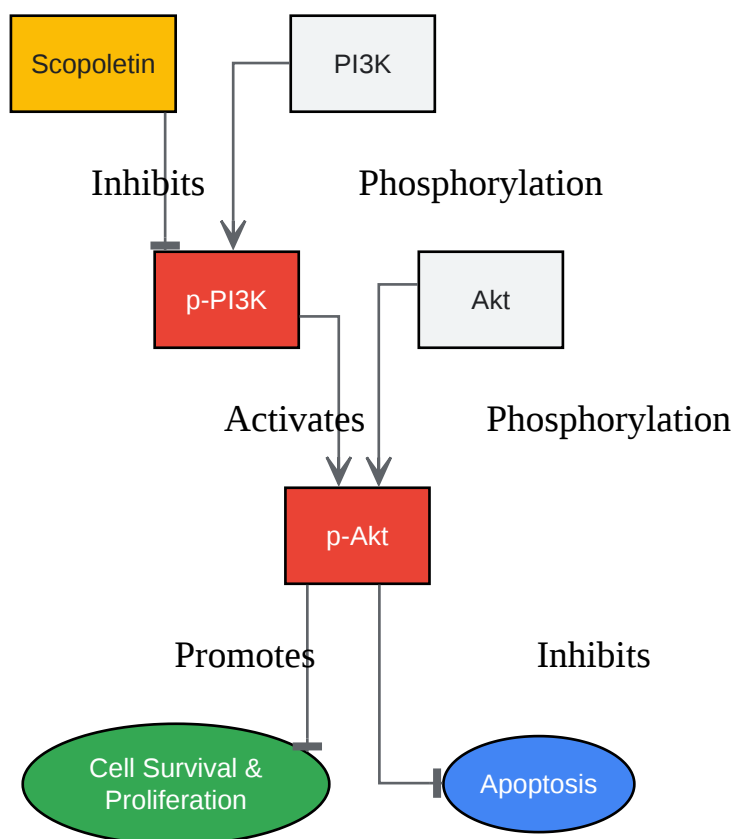 Scopoletin
PI3K
Inhibits
Phosphorylation
p-PI3K
Akt
Activates
Phosphorylation
p-Akt
Promotes
Inhibits
Cell Survival &
Proliferation
Apoptosis